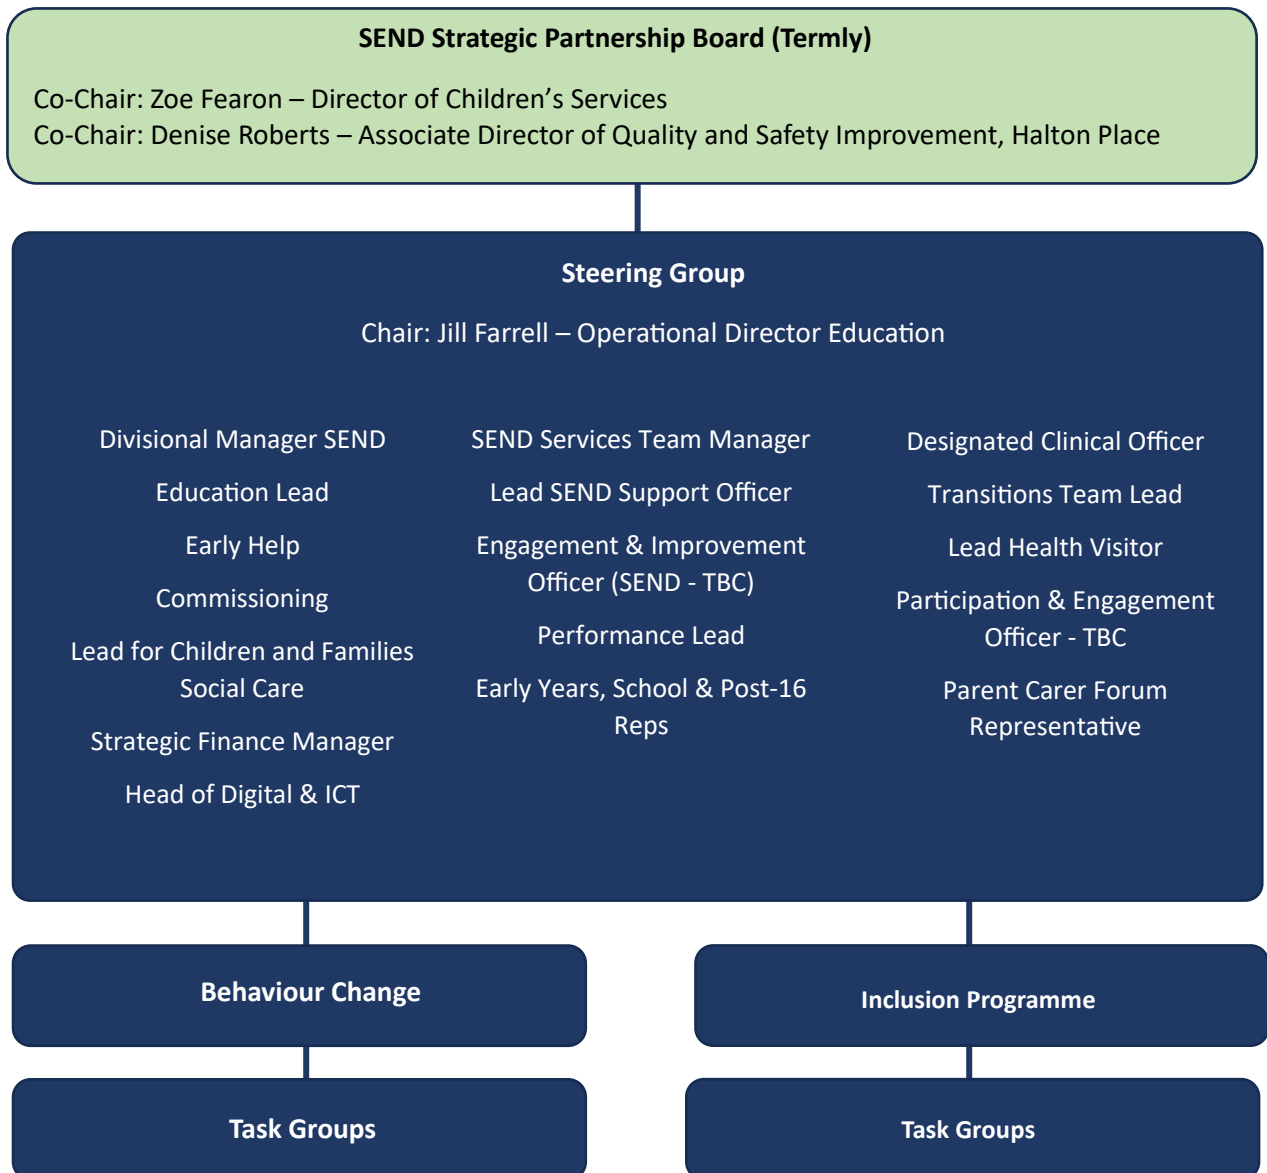 SEND Strategic Partnership Board (Termly)
Co-Chair: Zoe Fearon – Director of Children’s Services
Co-Chair: Denise Roberts – Associate Director of Quality and Safety Improvement, Halton Place
Steering Group
Chair: Jill Farrell – Operational Director Education
Divisional Manager SEND
Education Lead
Early Help
Commissioning
Lead for Children and Families
Social Care
Strategic Finance Manager
Head of Digital & ICT
SEND Services Team Manager
Lead SEND Support Officer
Engagement & Improvement
Officer (SEND - TBC)
Performance Lead
Early Years, School & Post-16
Reps
Designated Clinical Officer
Transitions Team Lead
Lead Health Visitor
Participation & Engagement
Officer - TBC
Parent Carer Forum
Representative
Behaviour Change
Inclusion Programme
Task Groups
Task Groups